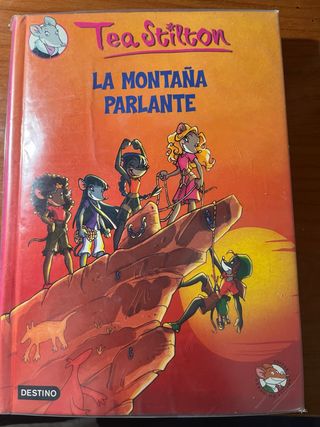 Tea Stilton
LA MONTAÑA
PARLANTE
DESTINO